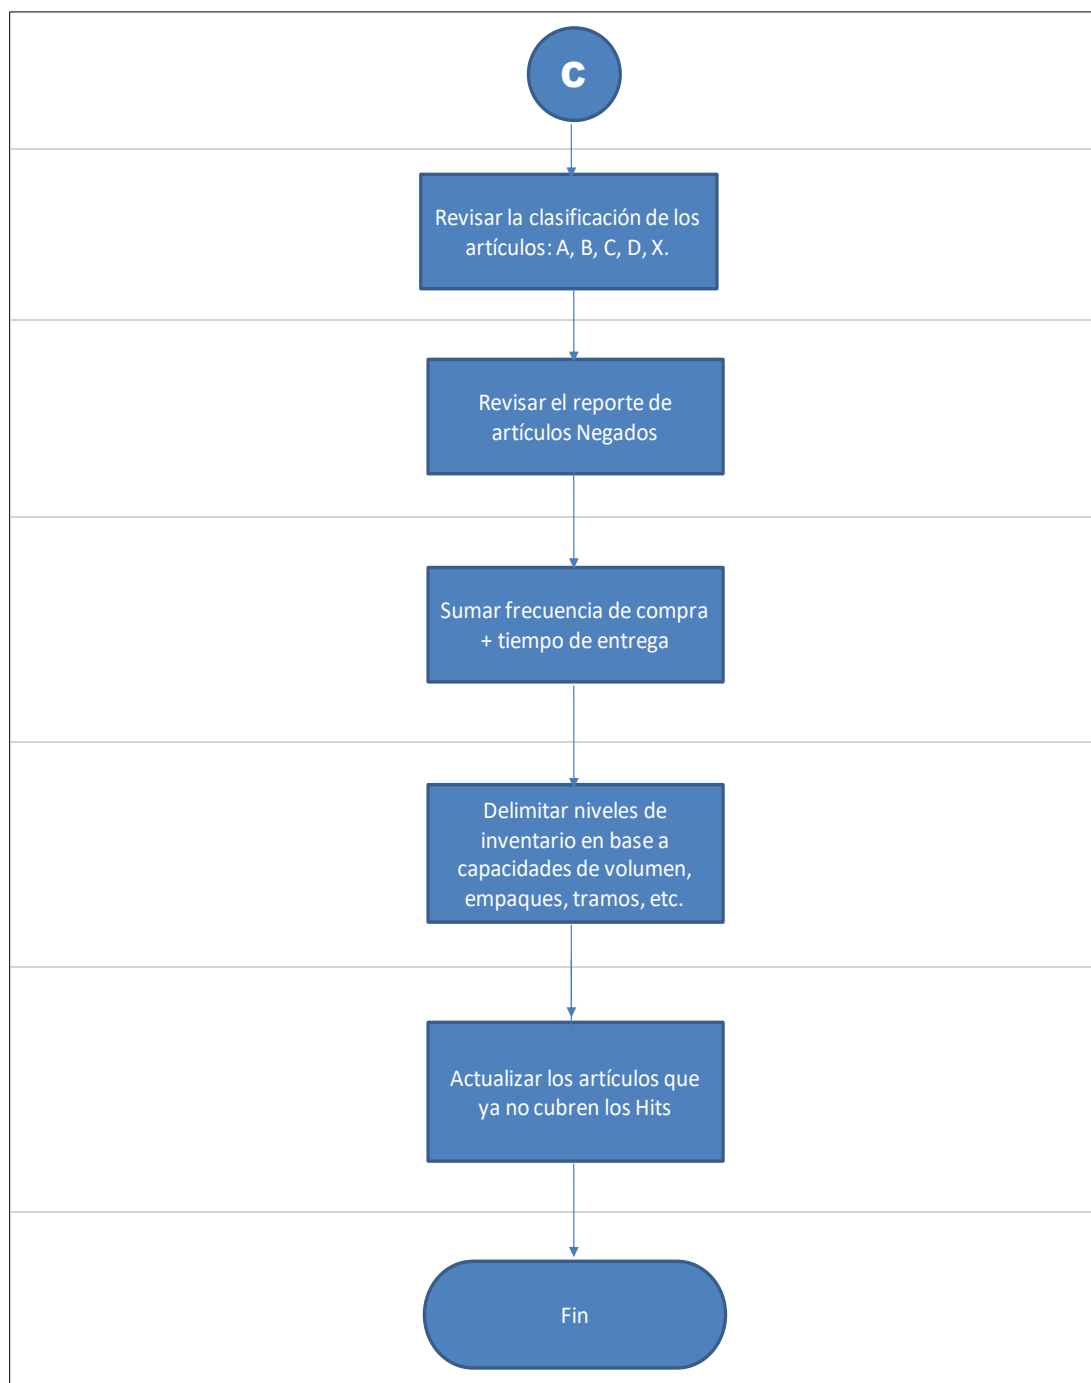 C
Revisar la clasificación de los
artículos: A, B, C, D, X.
Revisar el reporte de
artículos Negados
Sumar frecuencia de compra
+ tiempo de entrega
Delimitar niveles de
inventario en base a
capacidades de volumen,
empaques, tramos, etc.
Actualizar los artículos que
ya no cubren los Hits
Fin